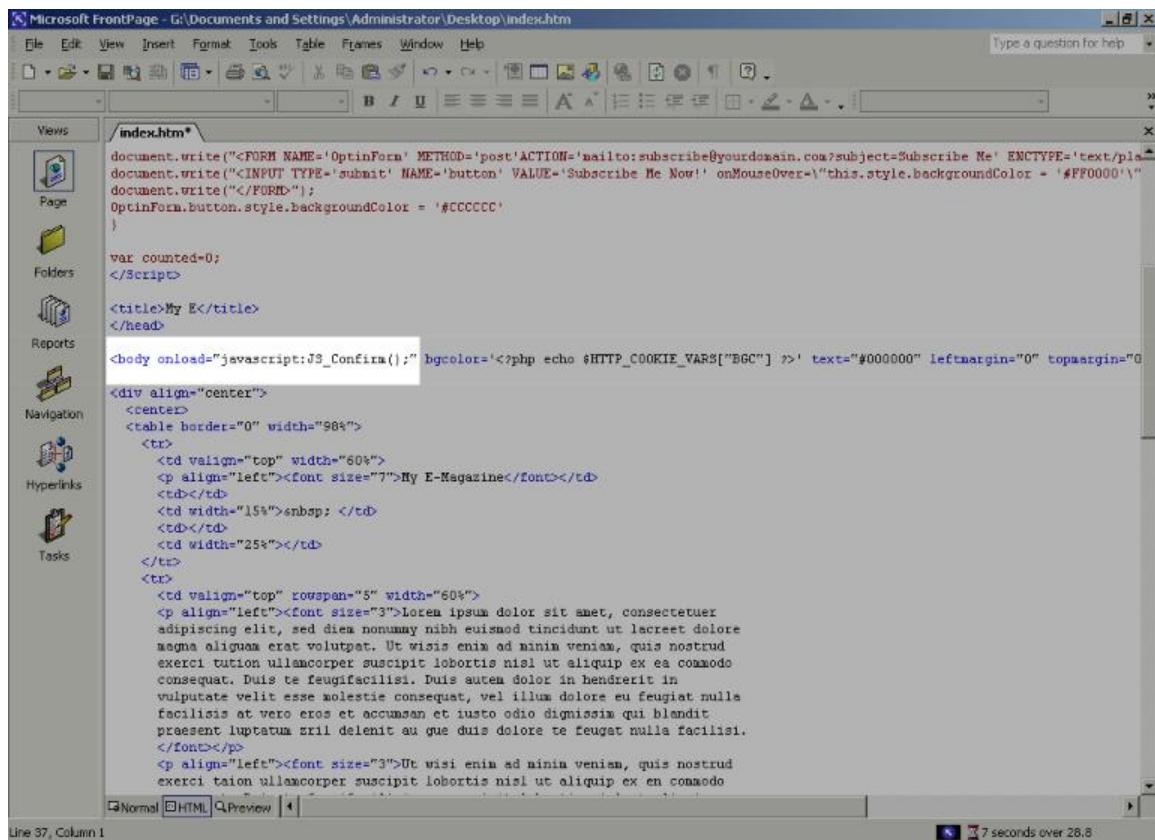 Microsoft FrontPage - G:\Documents and Settings\Administrator\Desktop\index.htm
File Edit View Insert Format Tools Table Frames Window Help
Type a question for help
B I U A A A
Views
index.htm*
document.write("<FORM NAME='OptinForm' METHOD='post'ACTION='mailto:subscribe@yourdomain.com?subject=Subscribe Me' ENCTYPE='text/pla
document.write("<INPUT TYPE='submit' NAME='button' VALUE='Subscribe Me Now!' onMouseOver=\"this.style.backgroundColor = '#FF0000'\"
document.write("</FORM>");
OptinForm.button.style.backgroundColor = '#CCCCCC'
}
var counted=0;
</Script>
<title>My E</title>
</head>
<body onload="javascript:JS_Confirm();" bgcolor='<?php echo $HTTP_COOKIE_VARS["BGC"] ?>' text="#000000" leftmargin="0" topmargin="0
<div align="center">
<center>
<table border="0" width="98%">
<tr>
<td valign="top" width="60%">
<p align="left"><font size="7">My E-Magazine</font></td>
<td></td>
<td width="15%">&nbsp; </td>
<td></td>
<td width="25%"></td>
</tr>
<tr>
<td valign="top" rowspan="5" width="60%">
<p align="left"><font size="3">Lorem ipsum dolor sit amet, consectetuer
adipiscing elit, sed diem nonummy nibh euismod tincidunt ut lacreet dolore
magna aliguam erat volutpat. Ut wisis enim ad minim veniam, quis nostrud
exerci tution ullamcorper suscipit lobortis nisl ut aliquip ex ea commodo
consequat. Duis te feugifacilisi. Duis autem dolor in hendrerit in
vulputate velit esse molestie consequat, vel illum dolore eu feugiat nulla
facilisis at vero eros et accumsan et iusto odio dignissim qui blandit
praesent luptatum zril delenit au gue duis dolore te feugat nulla facilisi.
</font></p>
<p align="left"><font size="3">Ut wisi enim ad minim veniam, quis nostrud
exerci taion ullamcorper suscipit lobortis nisl ut aliquip ex en commodo
Page
Folders
Reports
Navigation
Hyperlinks
Tasks
Normal HTML Preview
Line 37, Column 1
7 seconds over 28.8